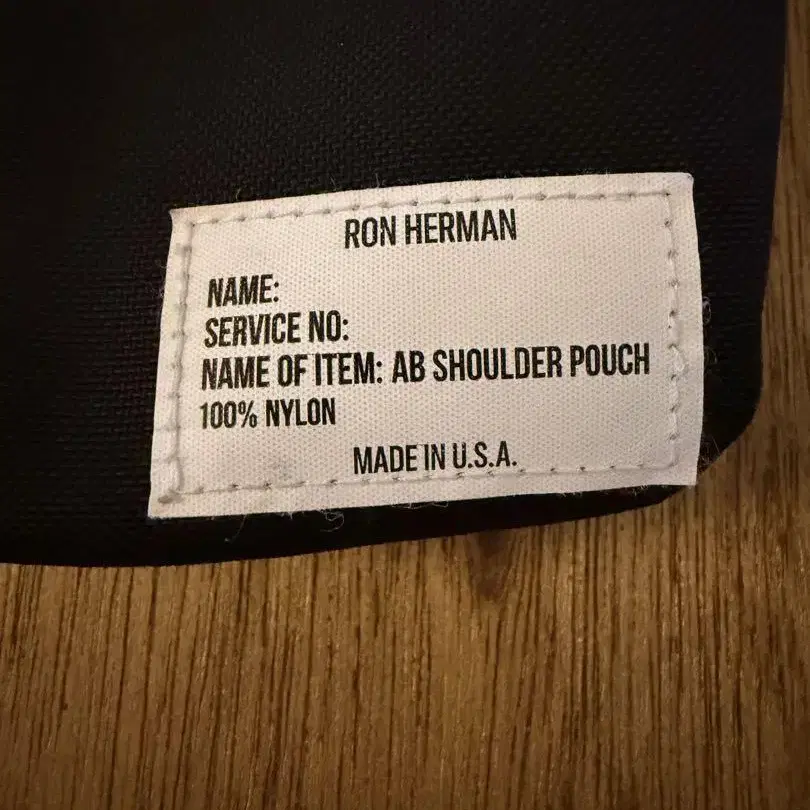 RON HERMAN
NAME:
SERVICE NO:
NAME OF ITEM: AB SHOULDER POUCH
100% NYLON
MADE IN U.S.A.